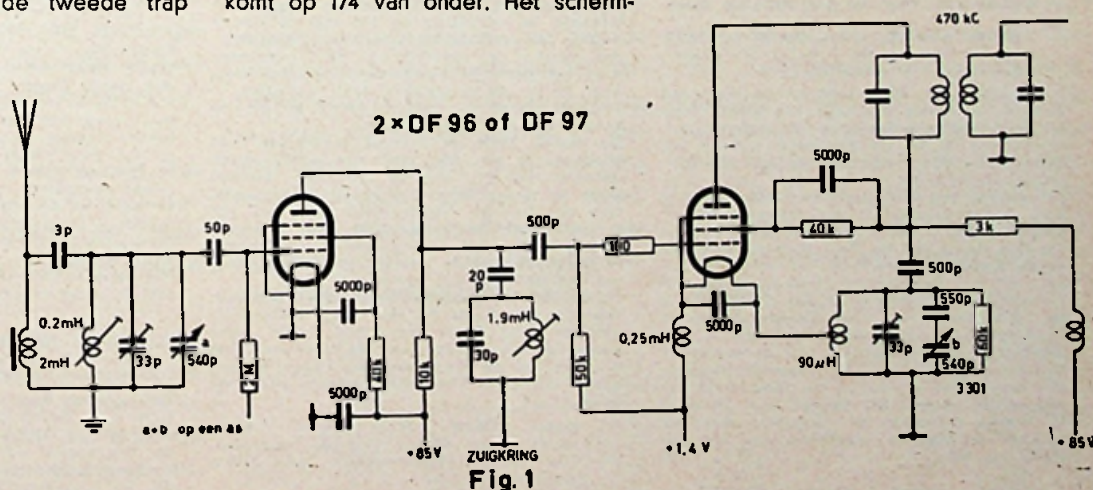 de tweede trap komt op 1/4 van onder. Het scherm-
470 kC
2×DF 96 of DF 97
5000p
3p
50p
500p
40k
3k
100
5000p
20p
500p
550p
0.2mH
1.9mH
5000p
2mH
33p
a
540p
30p
0,25mH
33p
b
540p
60k
90µH
1M
40k
10k
50k
3301
5000p
a+b op een as
+85V
ZUIGKRING
+1,4 V
+85V
Fig. 1